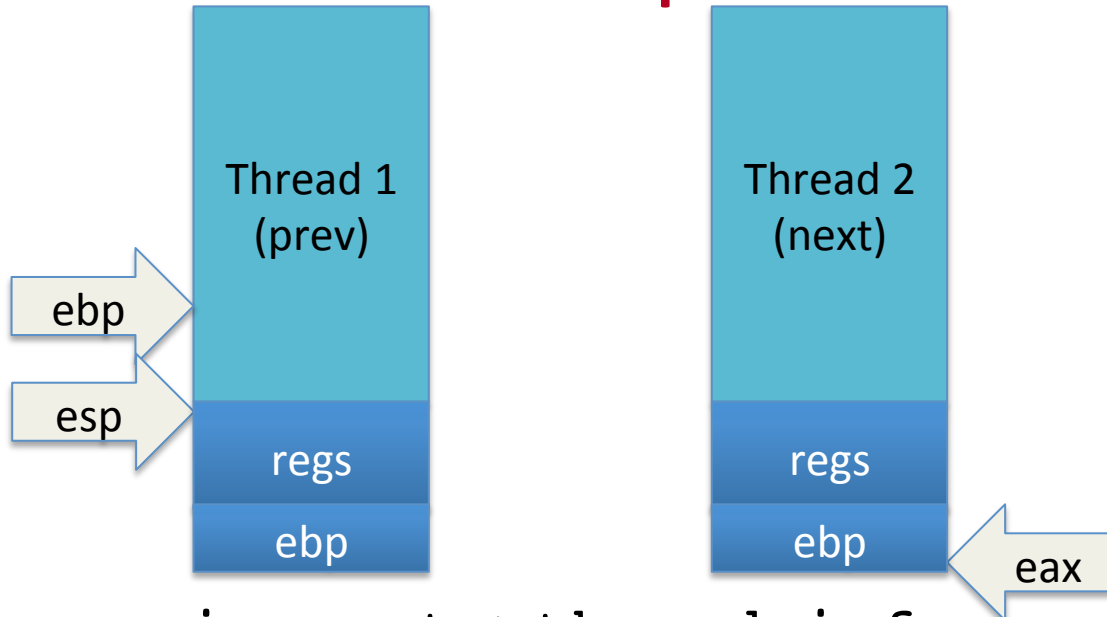 Thread 1
(prev)
Thread 2
(next)
ebp
esp
regs
regs
ebp
ebp
eax